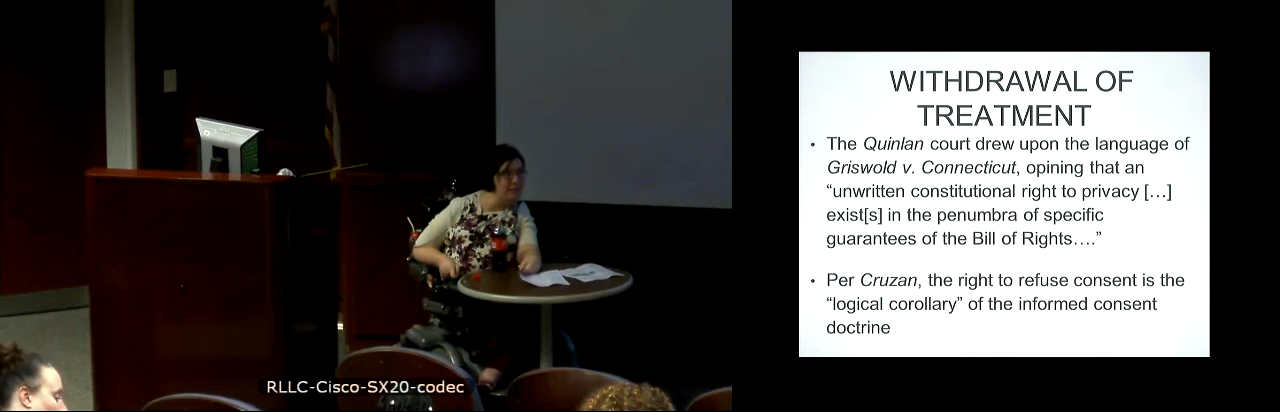 RLLC-Cisco-SX20-codec
WITHDRAWAL OF
TREATMENT
• The Quinlan court drew upon the language of
Griswold v. Connecticut, opining that an
“unwritten constitutional right to privacy […]
exist[s] in the penumbra of specific
guarantees of the Bill of Rights….”
• Per Cruzan, the right to refuse consent is the
“logical corollary” of the informed consent
doctrine